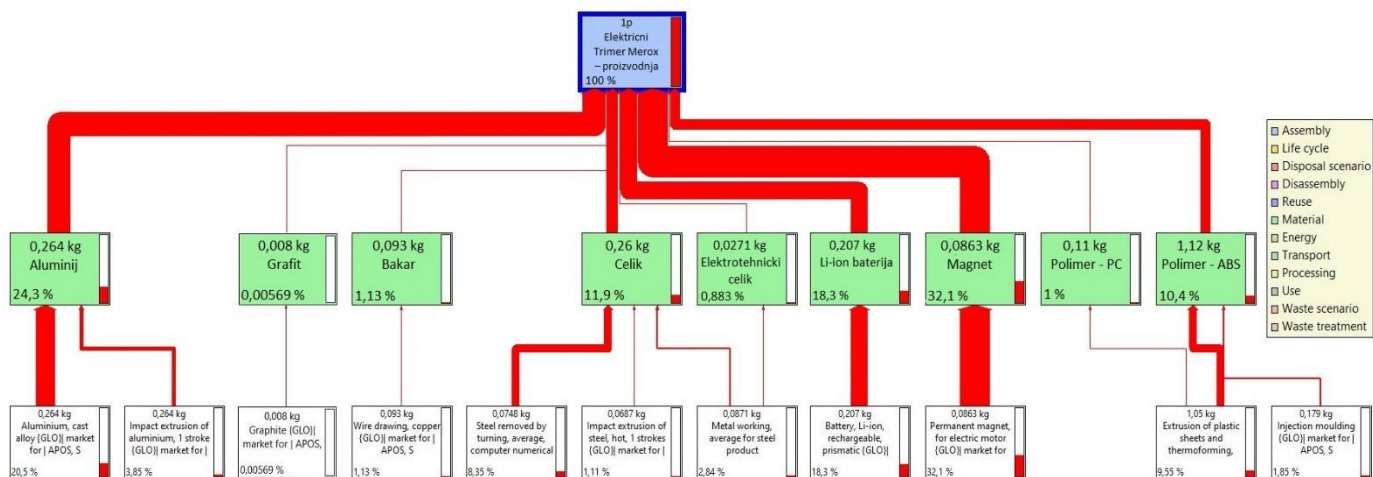 1p
Elektricni
Trimer Merox
– proizvodnja
100 %
Assembly
Life cycle
Disposal scenario
Disassembly
Reuse
Material
Energy
Transport
Processing
Use
Waste scenario
Waste treatment
0,264 kg
Aluminij
24,3 %
0,008 kg
Grafit
0,00569 %
0,093 kg
Bakar
1,13 %
0,26 kg
Celik
11,9 %
0,0271 kg
Elektrotehnicki
celik
0,883 %
0,207 kg
Li-ion baterija
18,3 %
0,0863 kg
Magnet
32,1 %
0,11 kg
Polimer - PC
1 %
1,12 kg
Polimer - ABS
10,4 %
0,264 kg
Aluminium, cast
alloy {GLO}| market
for | APOS, S
20,5 %
0,264 kg
Impact extrusion of
aluminium, 1 stroke
{GLO}| market for |
3,85 %
0,008 kg
Graphite {GLO}|
market for | APOS,
0,00569 %
0,093 kg
Wire drawing, copper
{GLO}| market for |
APOS, S
1,13 %
0,0748 kg
Steel removed by
turning, average,
computer numerical
8,35 %
0,0687 kg
Impact extrusion of
steel, hot, 1 strokes
{GLO}| market for |
1,11 %
0,0871 kg
Metal working,
average for steel
product
2,84 %
0,207 kg
Battery, Li-ion,
rechargeable,
prismatic {GLO}|
18,3 %
0,0863 kg
Permanent magnet,
for electric motor
{GLO}| market for
32,1 %
1,05 kg
Extrusion of plastic
sheets and
thermoforming,
9,55 %
0,179 kg
Injection moulding
{GLO}| market for |
APOS, S
1,85 %